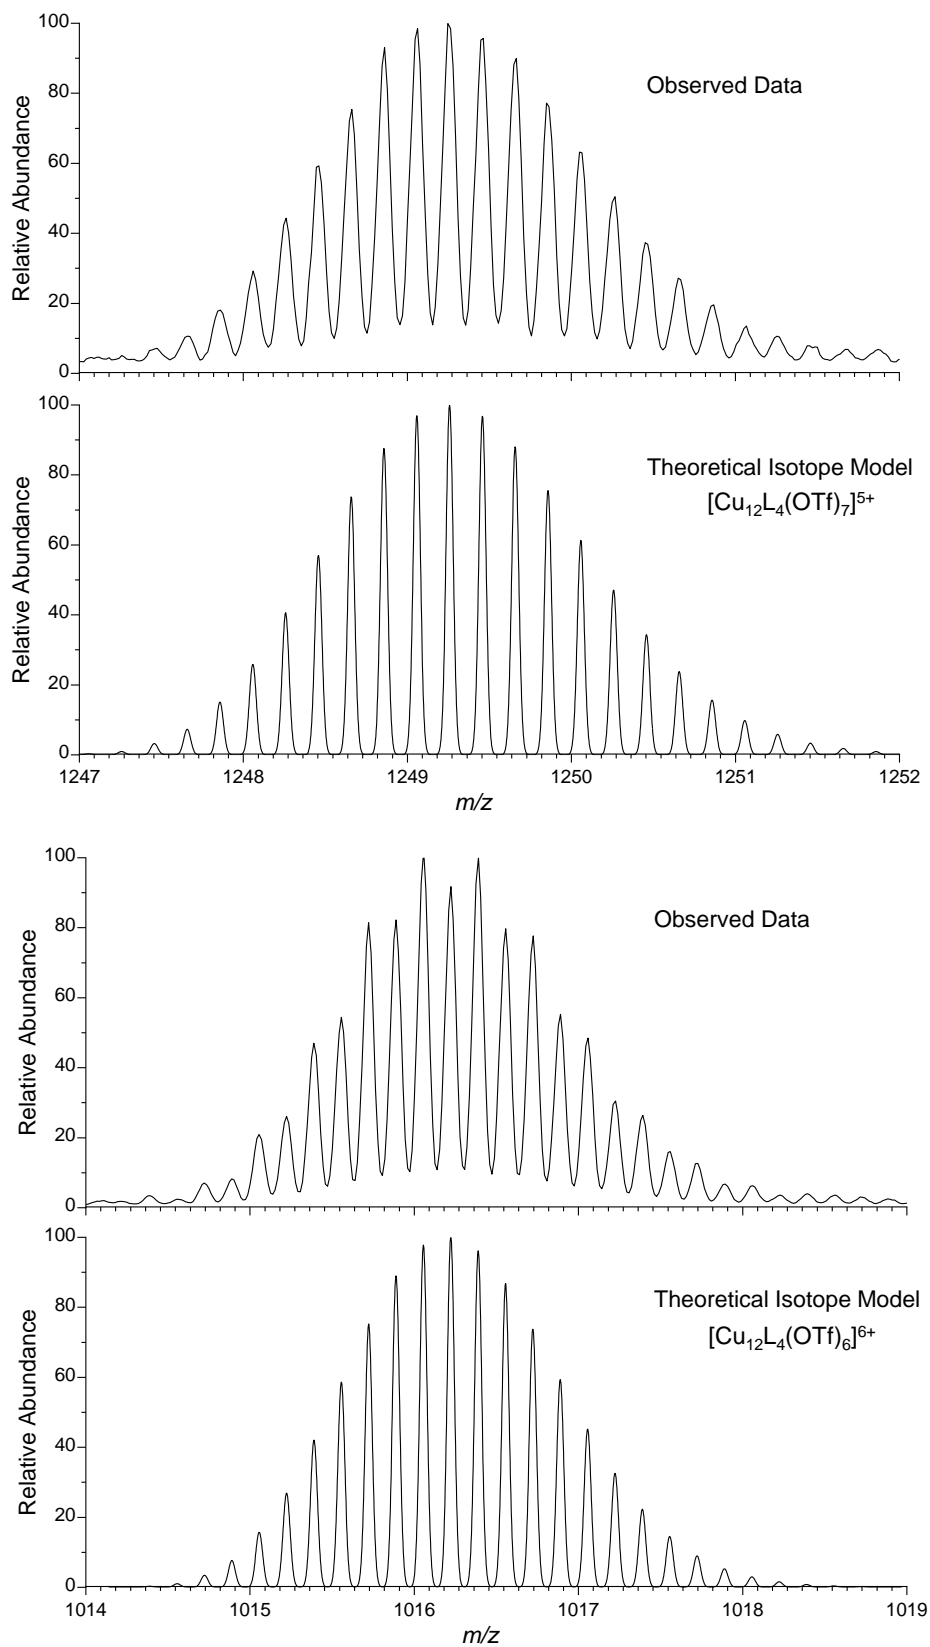 100
80
60
40
20
0
Relative Abundance
Observed Data
100
80
60
40
20
0
Relative Abundance
Theoretical Isotope Model
[Cu₁₂L₄(OTf)₇]⁵⁺
1247 1248 1249 1250 1251 1252
m/z
100
80
60
40
20
0
Relative Abundance
Observed Data
100
80
60
40
20
0
Relative Abundance
Theoretical Isotope Model
[Cu₁₂L₄(OTf)₆]⁶⁺
1014 1015 1016 1017 1018 1019
m/z